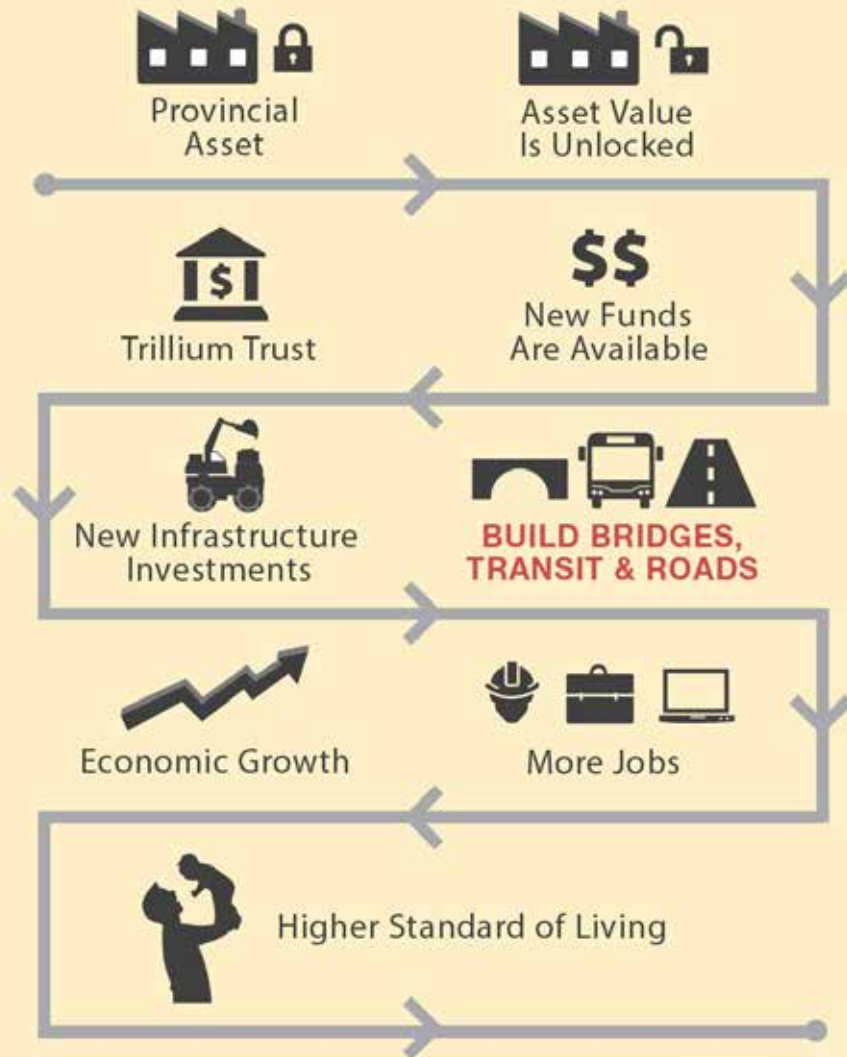 Provincial
Asset
Asset Value
Is Unlocked
$$
New Funds
Are Available
$
Trillium Trust
New Infrastructure
Investments
BUILD BRIDGES,
TRANSIT & ROADS
More Jobs
Economic Growth
Higher Standard of Living